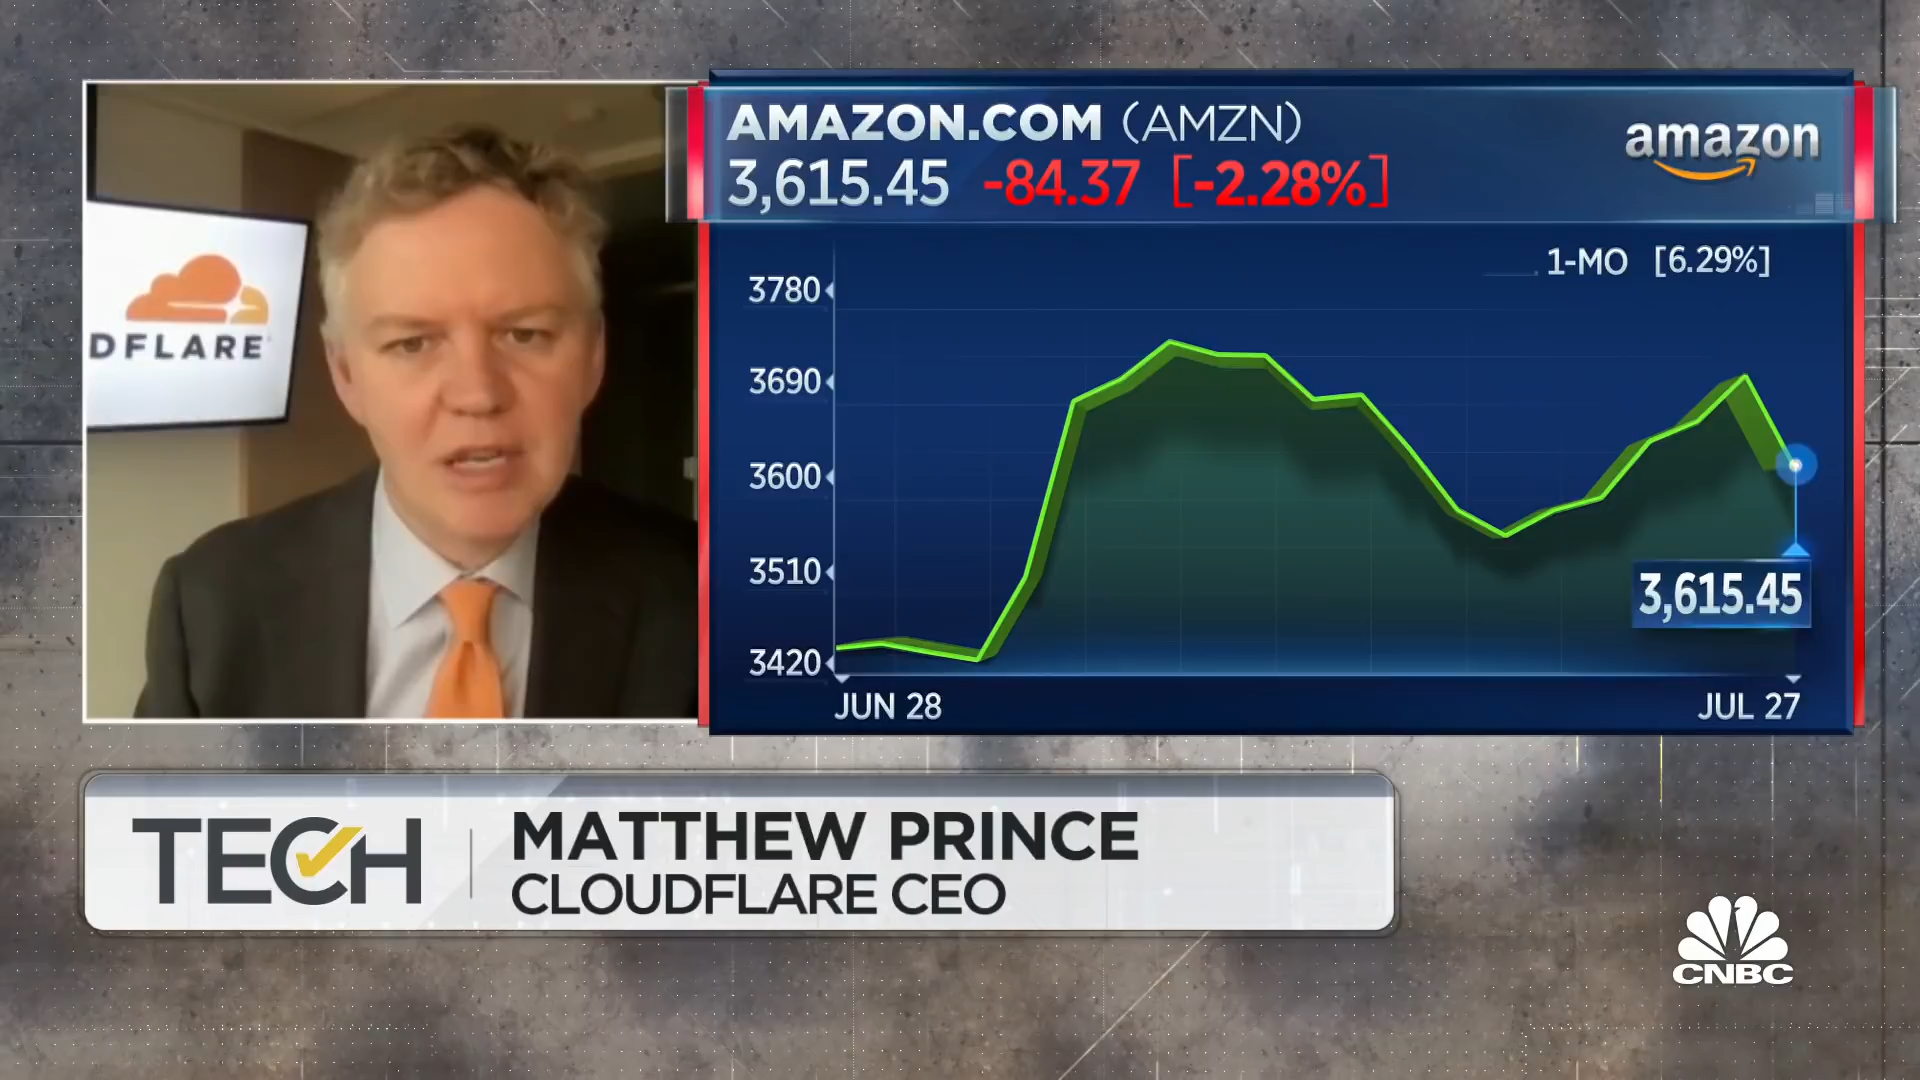 DFLARE
AMAZON.COM (AMZN)
3,615.45 -84.37 [-2.28%]
amazon
1-MO [6.29%]
3780
3690
3600
3510
3420
3,615.45
JUN 28
JUL 27
TECH
MATTHEW PRINCE
CLOUDFLARE CEO
CNBC